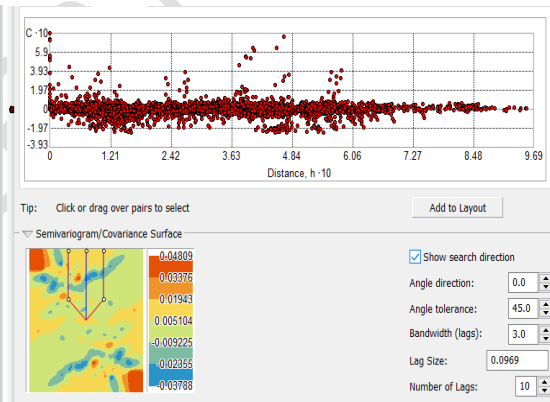 C ·10
5.9
3.93
1.97
0
-1.97
-3.93
0 1.21 2.42 3.63 4.84 6.06 7.27 8.48 9.69
Distance, h ·10
Tip: Click or drag over pairs to select
Add to Layout
Semivariogram/Covariance Surface
0.04809
0.03376
0.01943
0.005104
-0.009225
-0.02355
-0.03788
Show search direction
Angle direction: 0.0
Angle tolerance: 45.0
Bandwidth (lags): 3.0
Lag Size: 0.0969
Number of Lags: 10